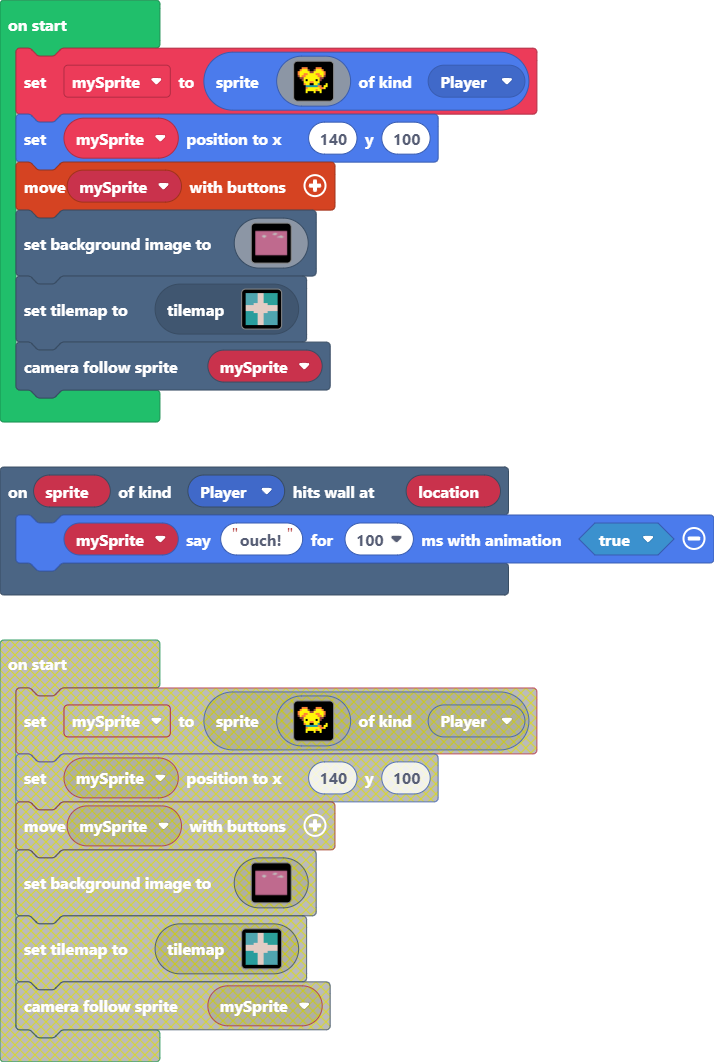 on start
set mySprite to sprite of kind Player
set mySprite position to x 140 y 100
move mySprite with buttons
set background image to
set tilemap to tilemap
camera follow sprite mySprite
on sprite of kind Player hits wall at location
mySprite say "ouch!" for 100 ms with animation true
on start
set mySprite to sprite of kind Player
set mySprite position to x 140 y 100
move mySprite with buttons
set background image to
set tilemap to tilemap
camera follow sprite mySprite